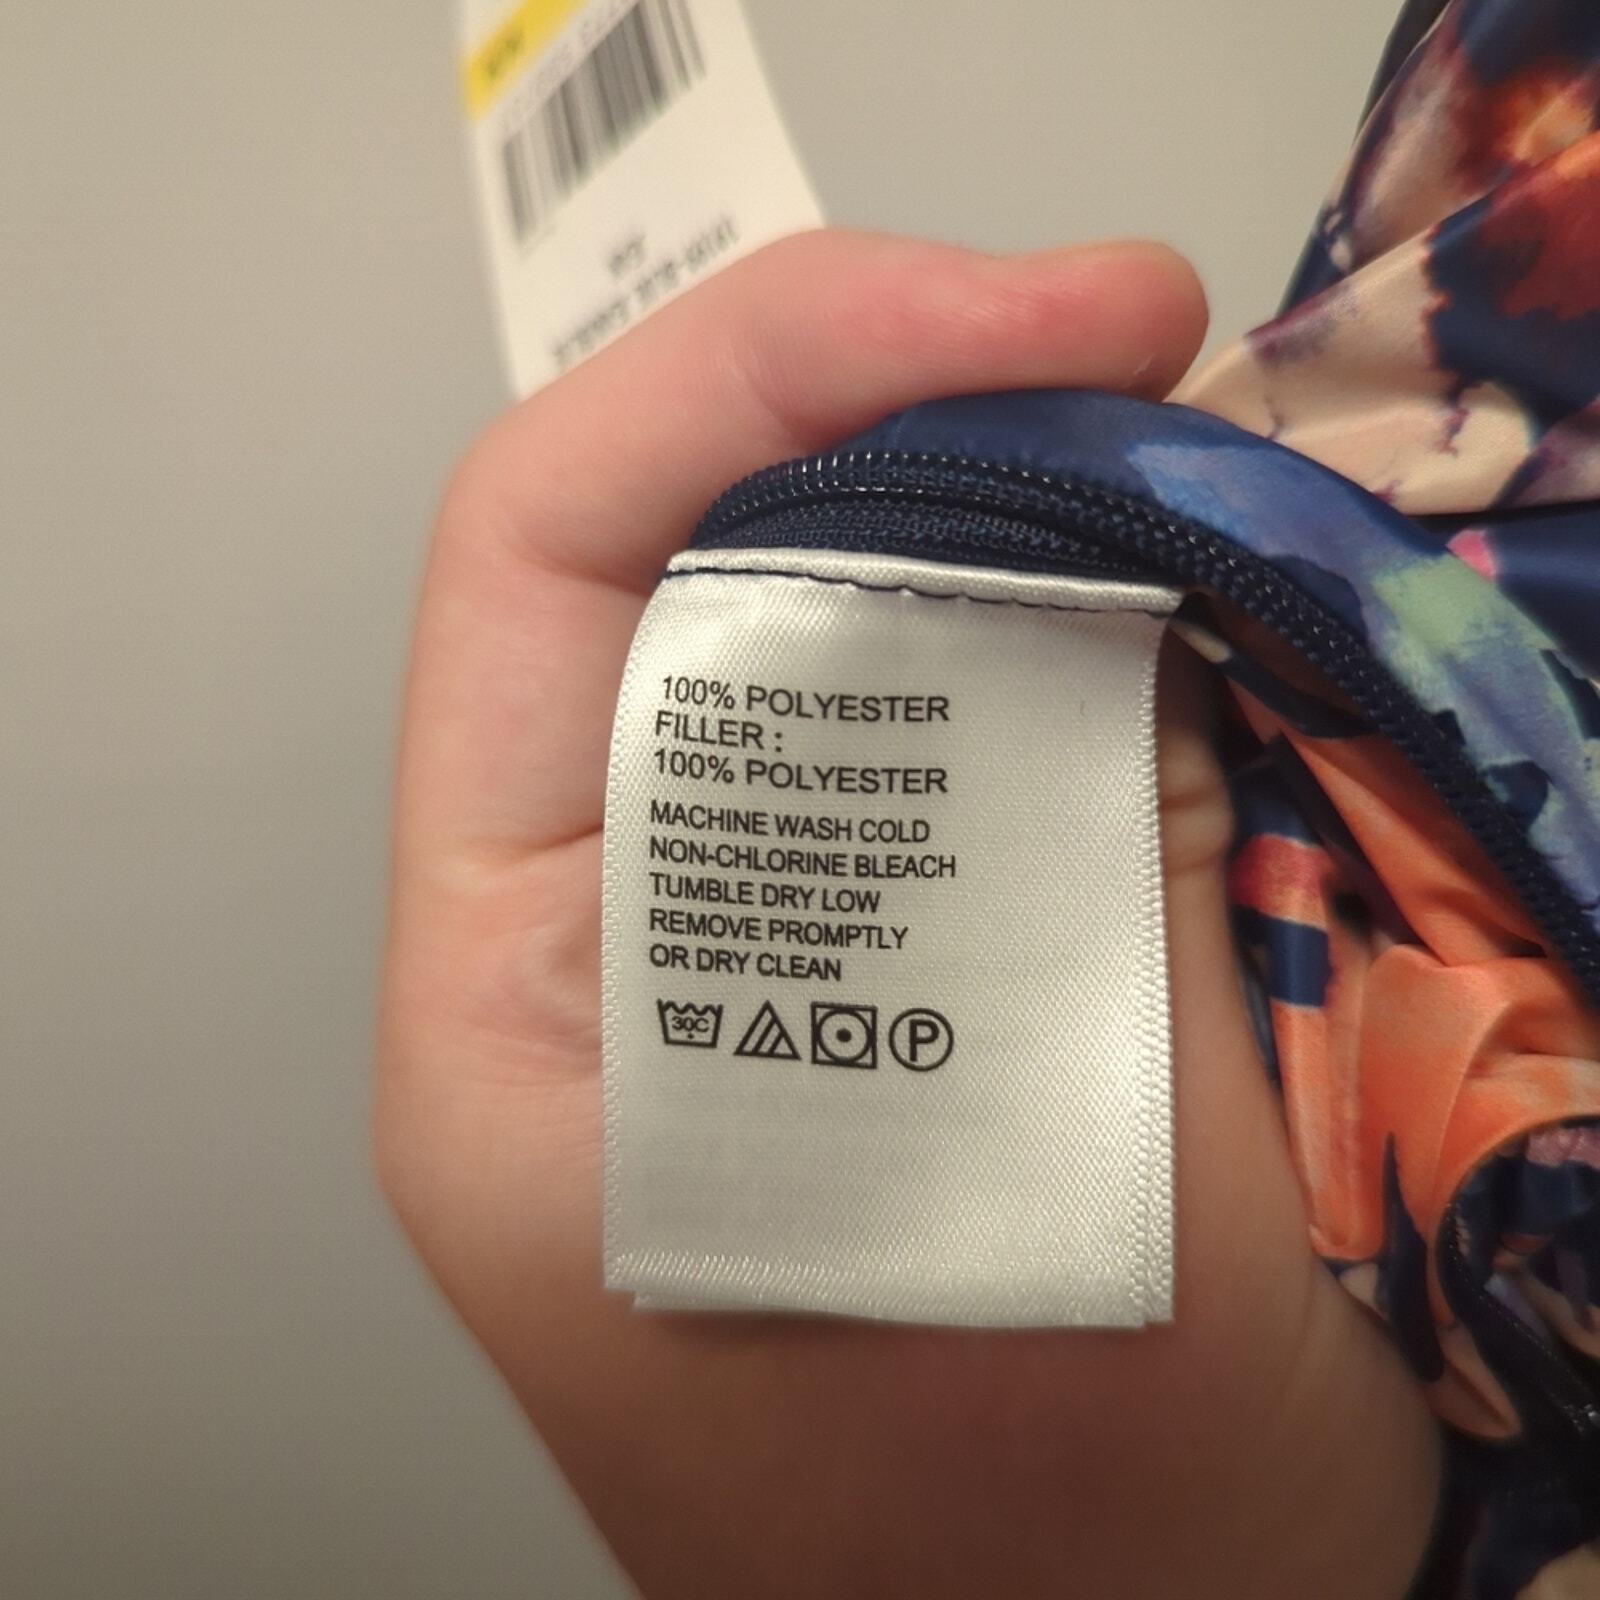 100% POLYESTER
FILLER :
100% POLYESTER
MACHINE WASH COLD
NON-CHLORINE BLEACH
TUMBLE DRY LOW
REMOVE PROMPTLY
OR DRY CLEAN
30C
P